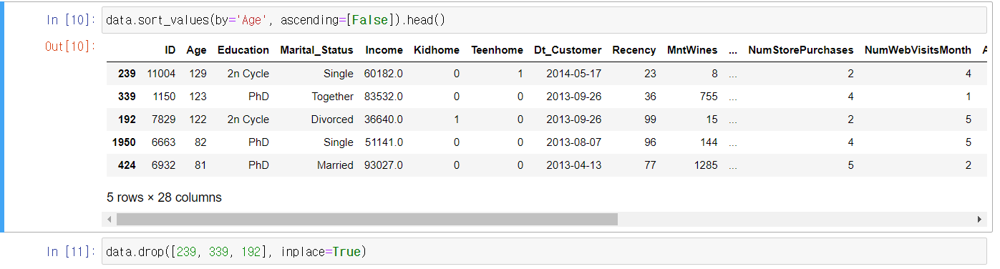 In [10]: data.sort_values(by='Age', ascending=[False]).head()
Out[10]:
ID Age Education Marital_Status Income Kidhome Teenhome Dt_Customer Recency MntWines ... NumStorePurchases NumWebVisitsMonth A
239 11004 129 2n Cycle Single 60182.0 0 1 2014-05-17 23 8 ... 2 4
339 1150 123 PhD Together 83532.0 0 0 2013-09-26 36 755 ... 4 1
192 7829 122 2n Cycle Divorced 36640.0 1 0 2013-09-26 99 15 ... 2 5
1950 6663 82 PhD Single 51141.0 0 0 2013-08-07 96 144 ... 4 5
424 6932 81 PhD Married 93027.0 0 0 2013-04-13 77 1285 ... 5 2
5 rows × 28 columns
In [11]: data.drop([239, 339, 192], inplace=True)